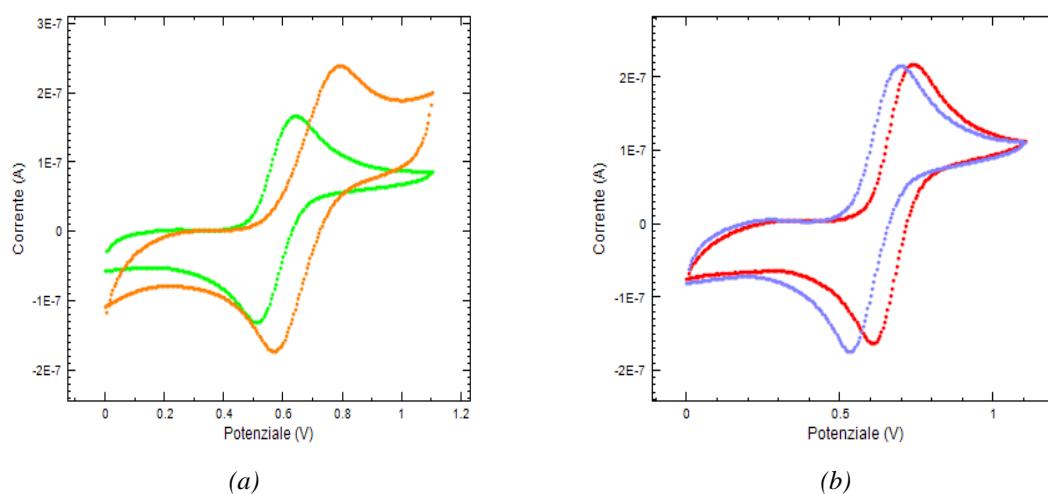 3E-7
2E-7
1E-7
0
-1E-7
-2E-7
Corrente (A)
0 0.2 0.4 0.6 0.8 1 1.2
Potenziale (V)
(a)
2E-7
1E-7
0
-1E-7
-2E-7
Corrente (A)
0 0.5 1
Potenziale (V)
(b)